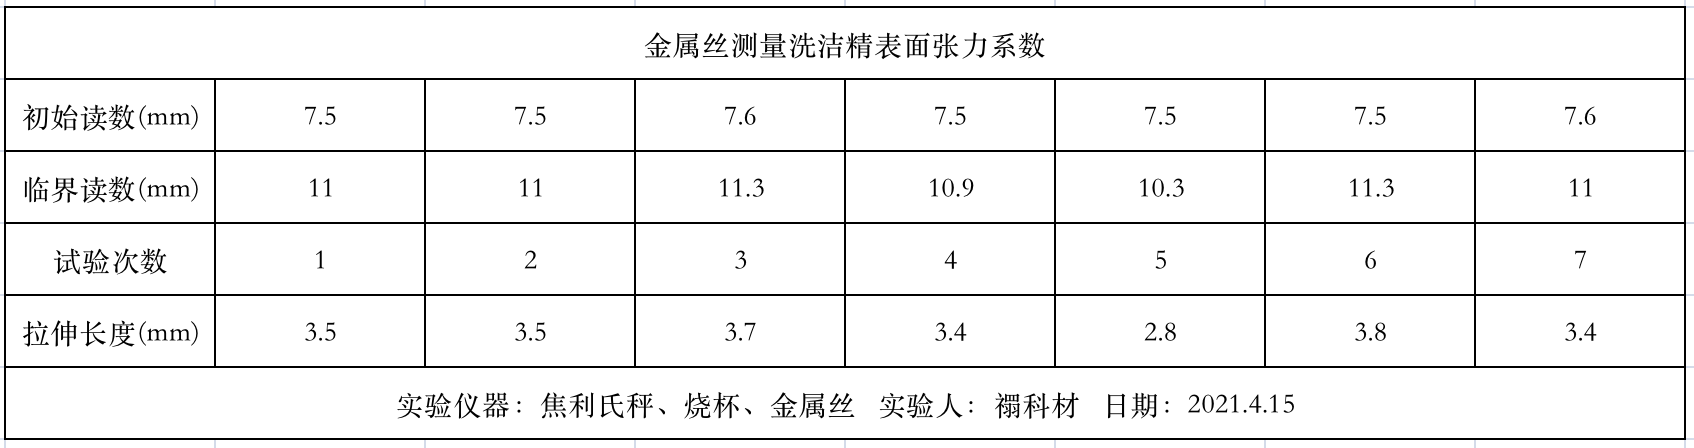 金属丝测量洗洁精表面张力系数
初始读数(mm) 7.5 7.5 7.6 7.5 7.5 7.5 7.6
临界读数(mm) 11 11 11.3 10.9 10.3 11.3 11
试验次数 1 2 3 4 5 6 7
拉伸长度(mm) 3.5 3.5 3.7 3.4 2.8 3.8 3.4
实验仪器：焦利氏秤、烧杯、金属丝 实验人：禤科材 日期：2021.4.15